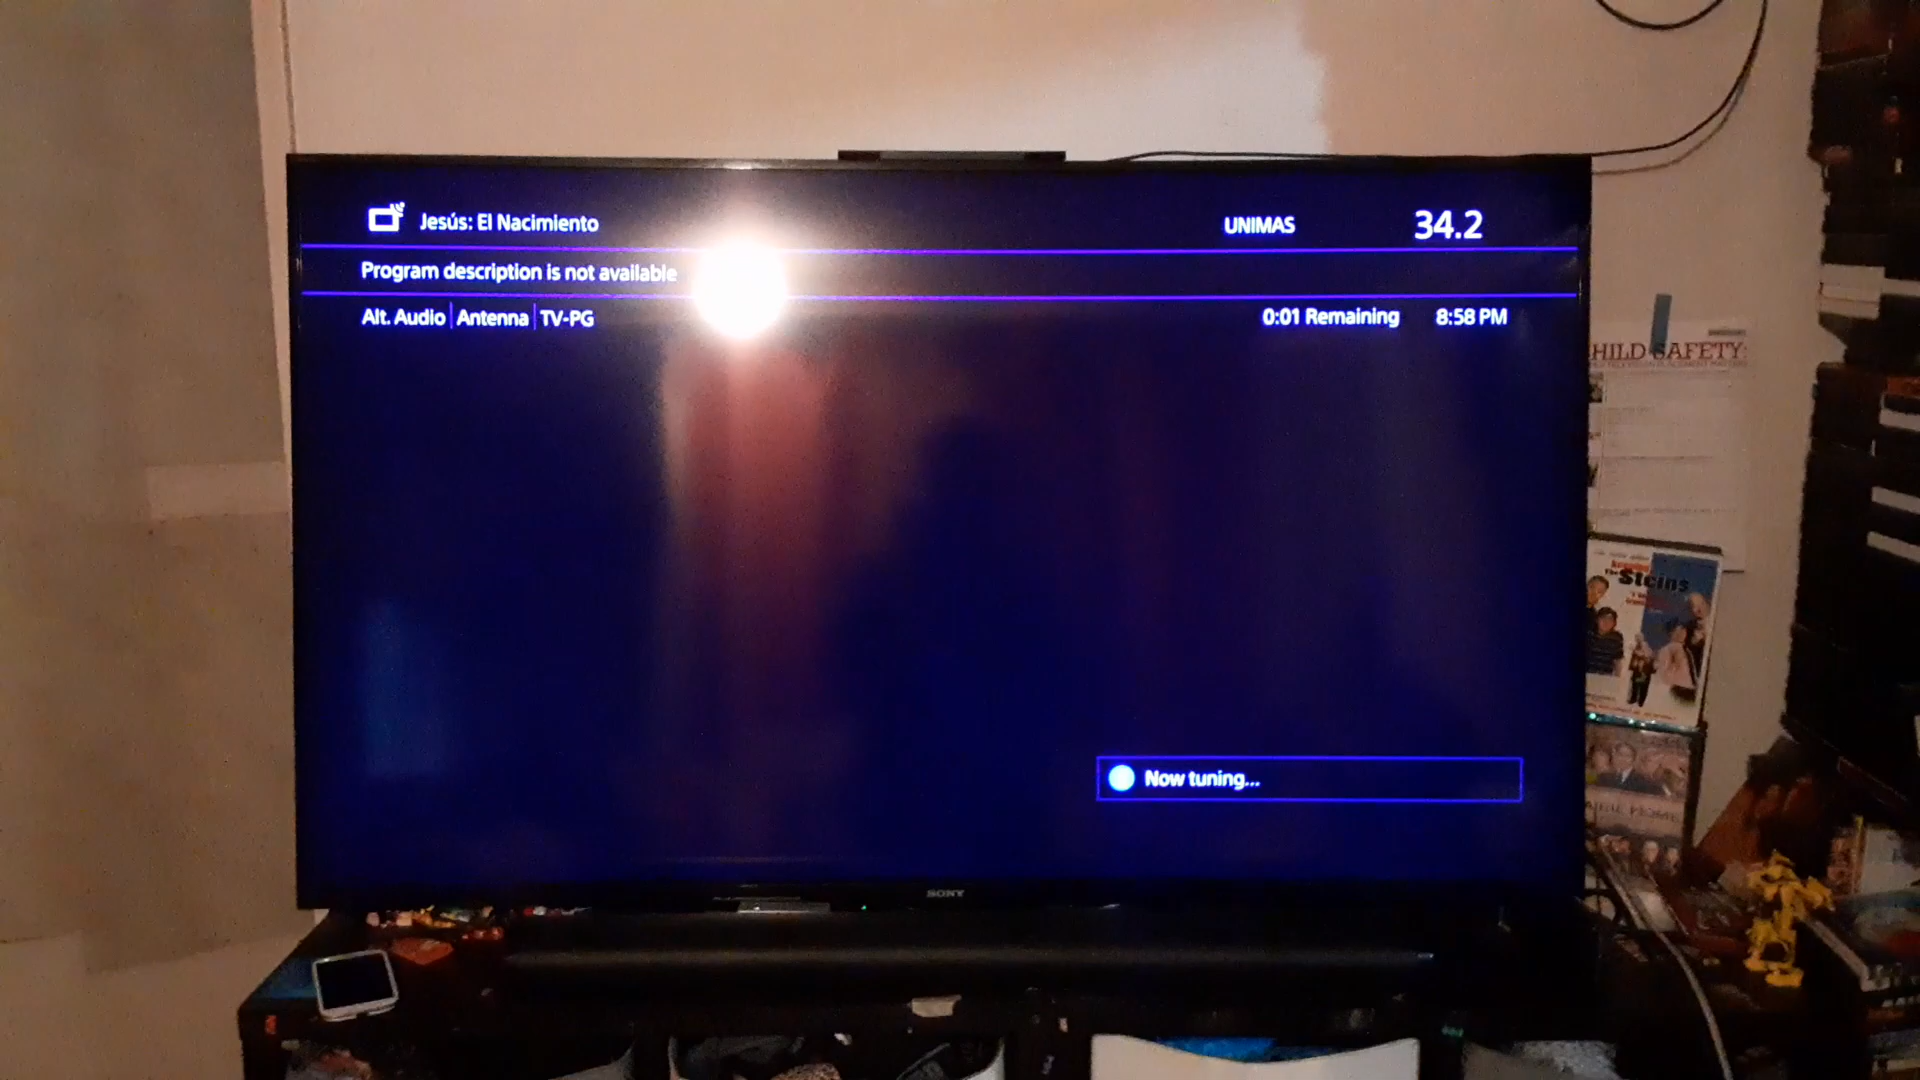 Jesús: El Nacimiento
UNIMAS
34.2
Program description is not available
Alt. Audio
Antenna
TV-PG
0:01 Remaining
8:58 PM
Now tuning...
SONY
HILD SAFETY:
The Steins